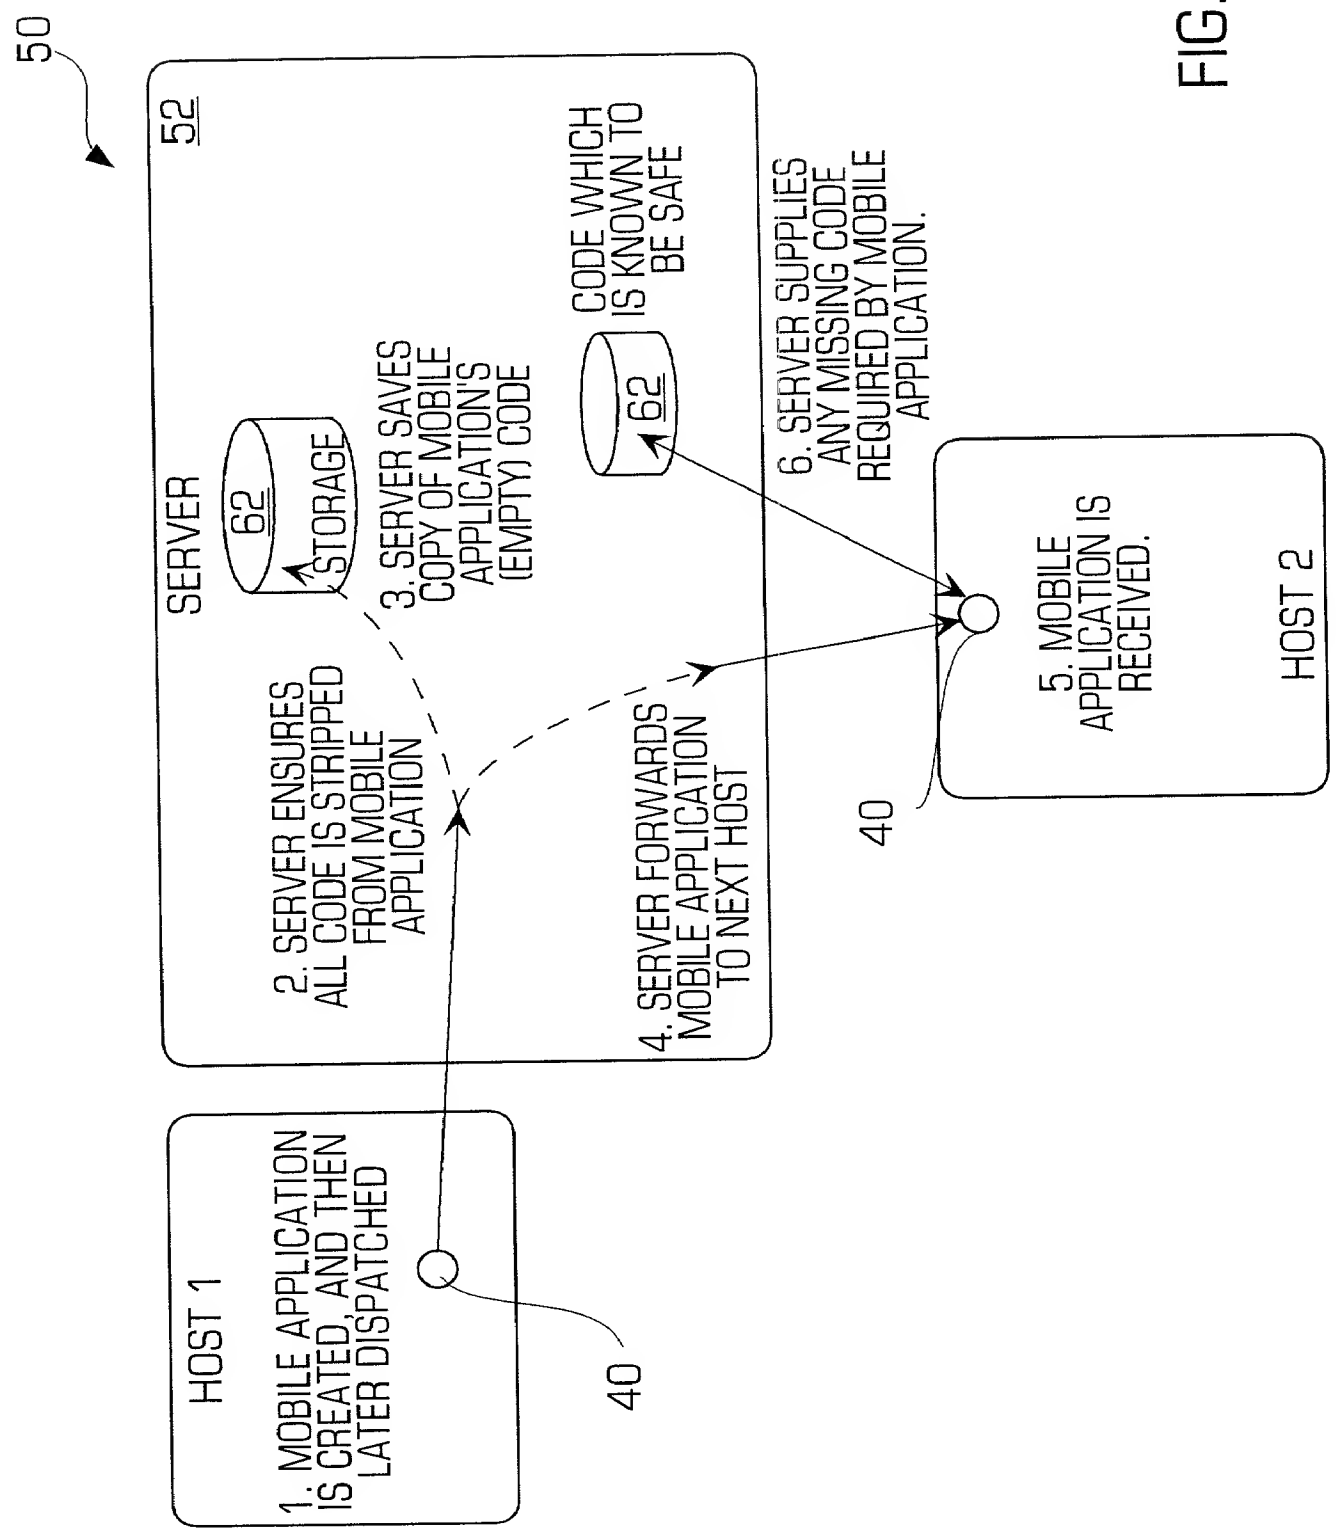 50
52
SERVER
62
STORAGE
HOST 1
1. MOBILE APPLICATION
IS CREATED, AND THEN
LATER DISPATCHED
40
2. SERVER ENSURES
ALL CODE IS STRIPPED
FROM MOBILE
APPLICATION
3. SERVER SAVES
COPY OF MOBILE
APPLICATION'S
(EMPTY) CODE
4. SERVER FORWARDS
MOBILE APPLICATION
TO NEXT HOST
62
CODE WHICH
IS KNOWN TO
BE SAFE
6. SERVER SUPPLIES
ANY MISSING CODE
REQUIRED BY MOBILE
APPLICATION.
40
5. MOBILE
APPLICATION IS
RECEIVED.
HOST 2
FIG.